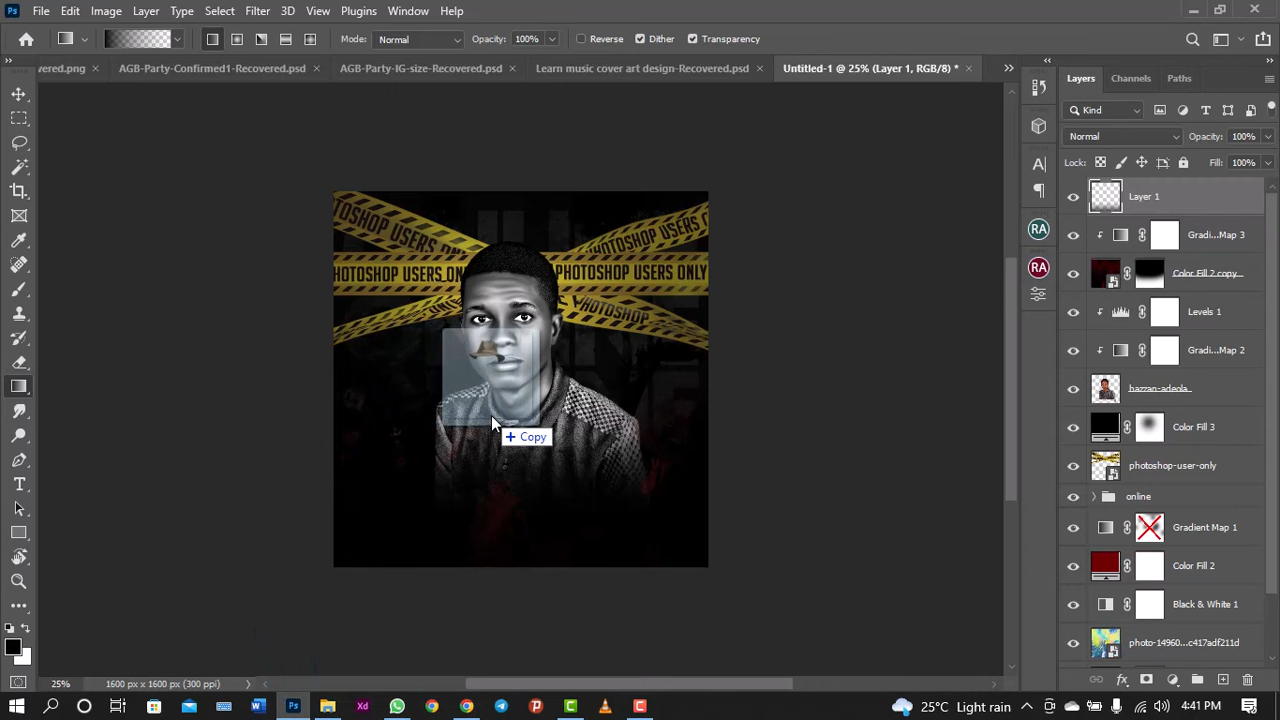 Ps File Edit Image Layer Type Select Filter 3D View Plugins Window Help
Mode: Normal Opacity: 100% Reverse Dither Transparency
vered.png × AGB-Party-Confirmed1-Recovered.psd × AGB-Party-IG-size-Recovered.psd × Learn music cover art design-Recovered.psd × Untitled-1 @ 25% (Layer 1, RGB/8) * ×
Layers Channels Paths
Kind
Normal Opacity: 100%
Lock: Fill: 100%
Layer 1
Gradi...Map 3
Color Fill 2 copy
Levels 1
Gradi...Map 2
hazzan-adeola
Color Fill 3
photoshop-user-only
online
Gradient Map 1
Color Fill 2
Black & White 1
photo-14960...c417adf211d
RA
RA
TOSHOP USERS ON
PHOTOSHOP USERS O
PHOTOSHOP USERS ONL
PHOTOSHOP USERS ONLY
PHOTOSHOP
+ Copy
25% 1600 px x 1600 px (300 ppi)
25°C Light rain 4:41 PM